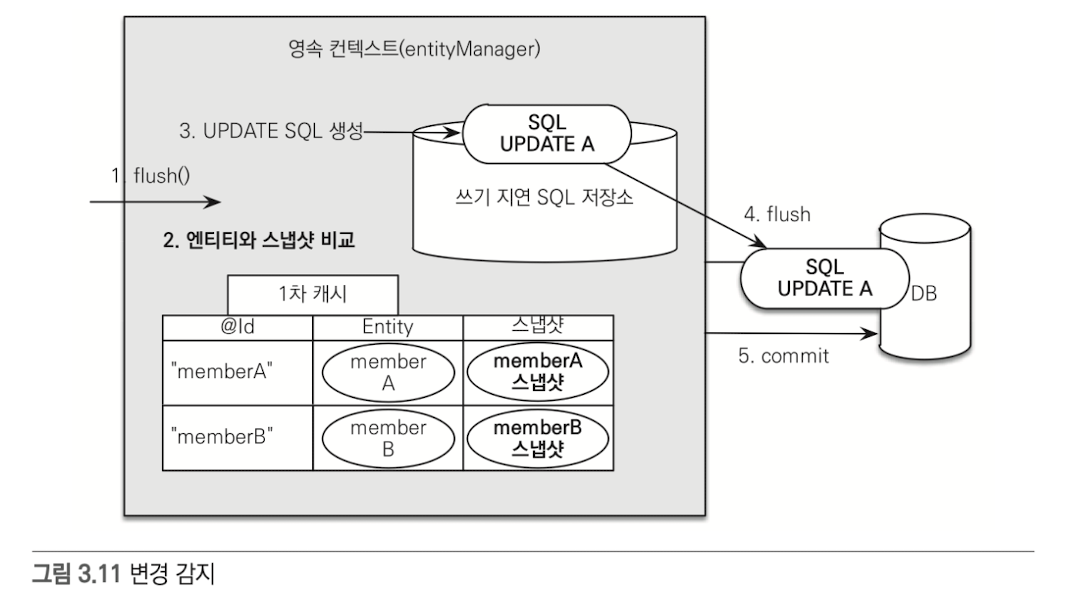 영속 컨텍스트(entityManager)
3. UPDATE SQL 생성
SQL
UPDATE A
1. flush()
쓰기 지연 SQL 저장소
4. flush
2. 엔티티와 스냅샷 비교
SQL
UPDATE A
DB
1차 캐시
@Id Entity 스냅샷
5. commit
"memberA"
member
A
memberA
스냅샷
"memberB"
member
B
memberB
스냅샷
그림 3.11 변경 감지